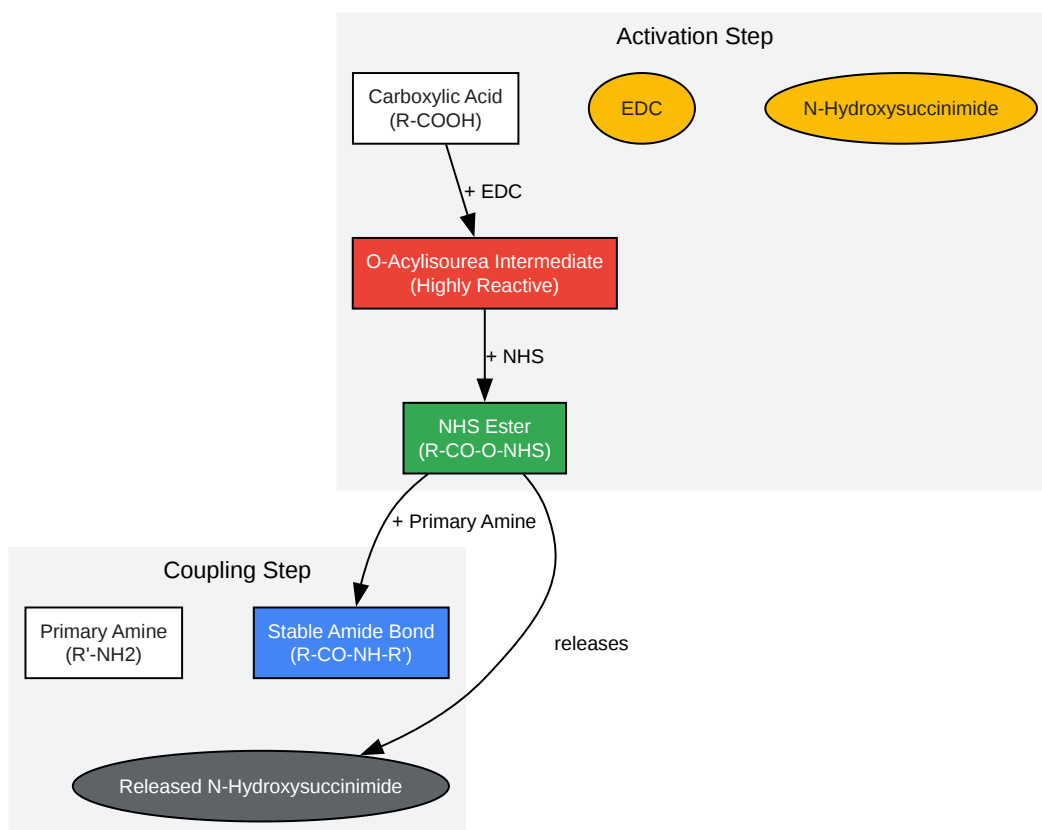 Activation Step
Carboxylic Acid
(R-COOH)
EDC
N-Hydroxysuccinimide
+ EDC
O-Acylisourea Intermediate
(Highly Reactive)
+ NHS
NHS Ester
(R-CO-O-NHS)
+ Primary Amine
Coupling Step
Primary Amine
(R'-NH2)
Stable Amide Bond
(R-CO-NH-R')
releases
Released N-Hydroxysuccinimide